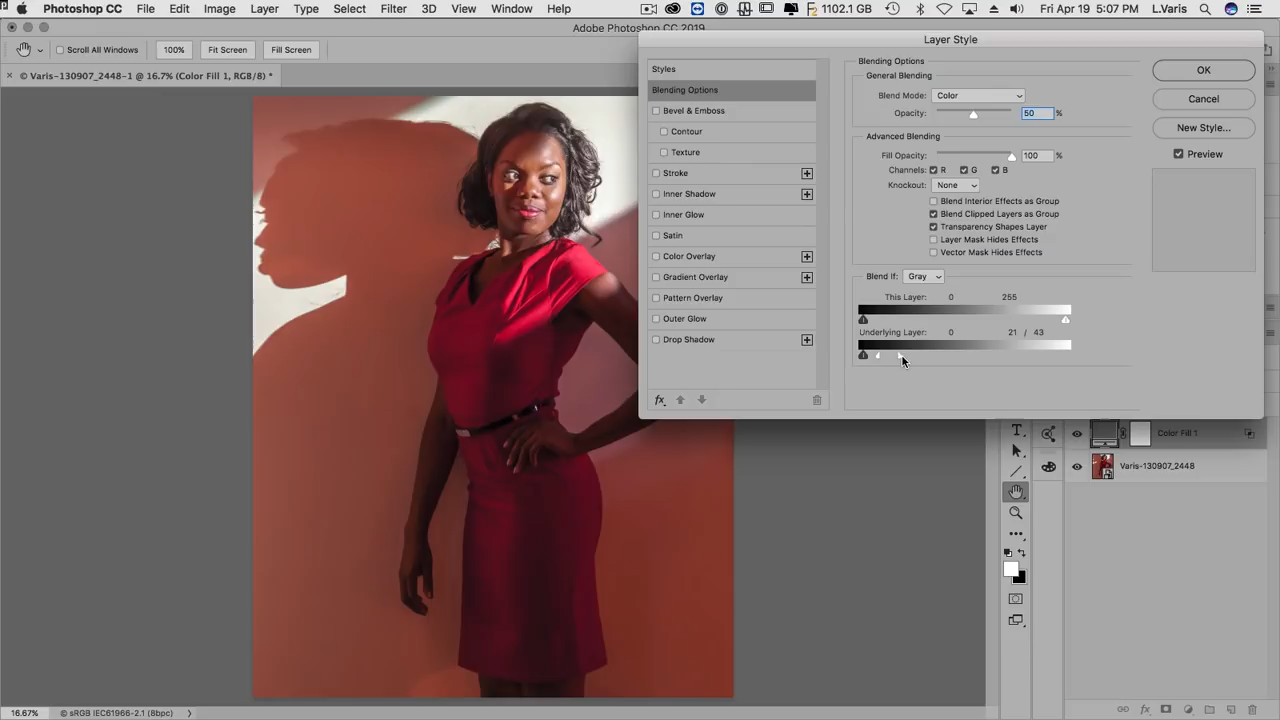 Photoshop CC File Edit Image Layer Type Select Filter 3D View Window Help 1102.1 GB Fri Apr 19 5:07 PM L.Varis
Adobe Photoshop CC 2019
Scroll All Windows 100% Fit Screen Fill Screen
× © Varis-130907_2448-1 @ 16.7% (Color Fill 1, RGB/8) *
Layer Style
Styles
Blending Options
Bevel & Emboss
Contour
Texture
Stroke
Inner Shadow
Inner Glow
Satin
Color Overlay
Gradient Overlay
Pattern Overlay
Outer Glow
Drop Shadow
fx
Blending Options
General Blending
Blend Mode: Color
Opacity: 50 %
Advanced Blending
Fill Opacity: 100 %
Channels: R G B
Knockout: None
Blend Interior Effects as Group
Blend Clipped Layers as Group
Transparency Shapes Layer
Layer Mask Hides Effects
Vector Mask Hides Effects
Blend If: Gray
This Layer: 0 255
Underlying Layer: 0 21 / 43
OK
Cancel
New Style...
Preview
Color Fill 1
Varis-130907_2448
16.67% © sRGB IEC61966-2.1 (8bpc)
fx